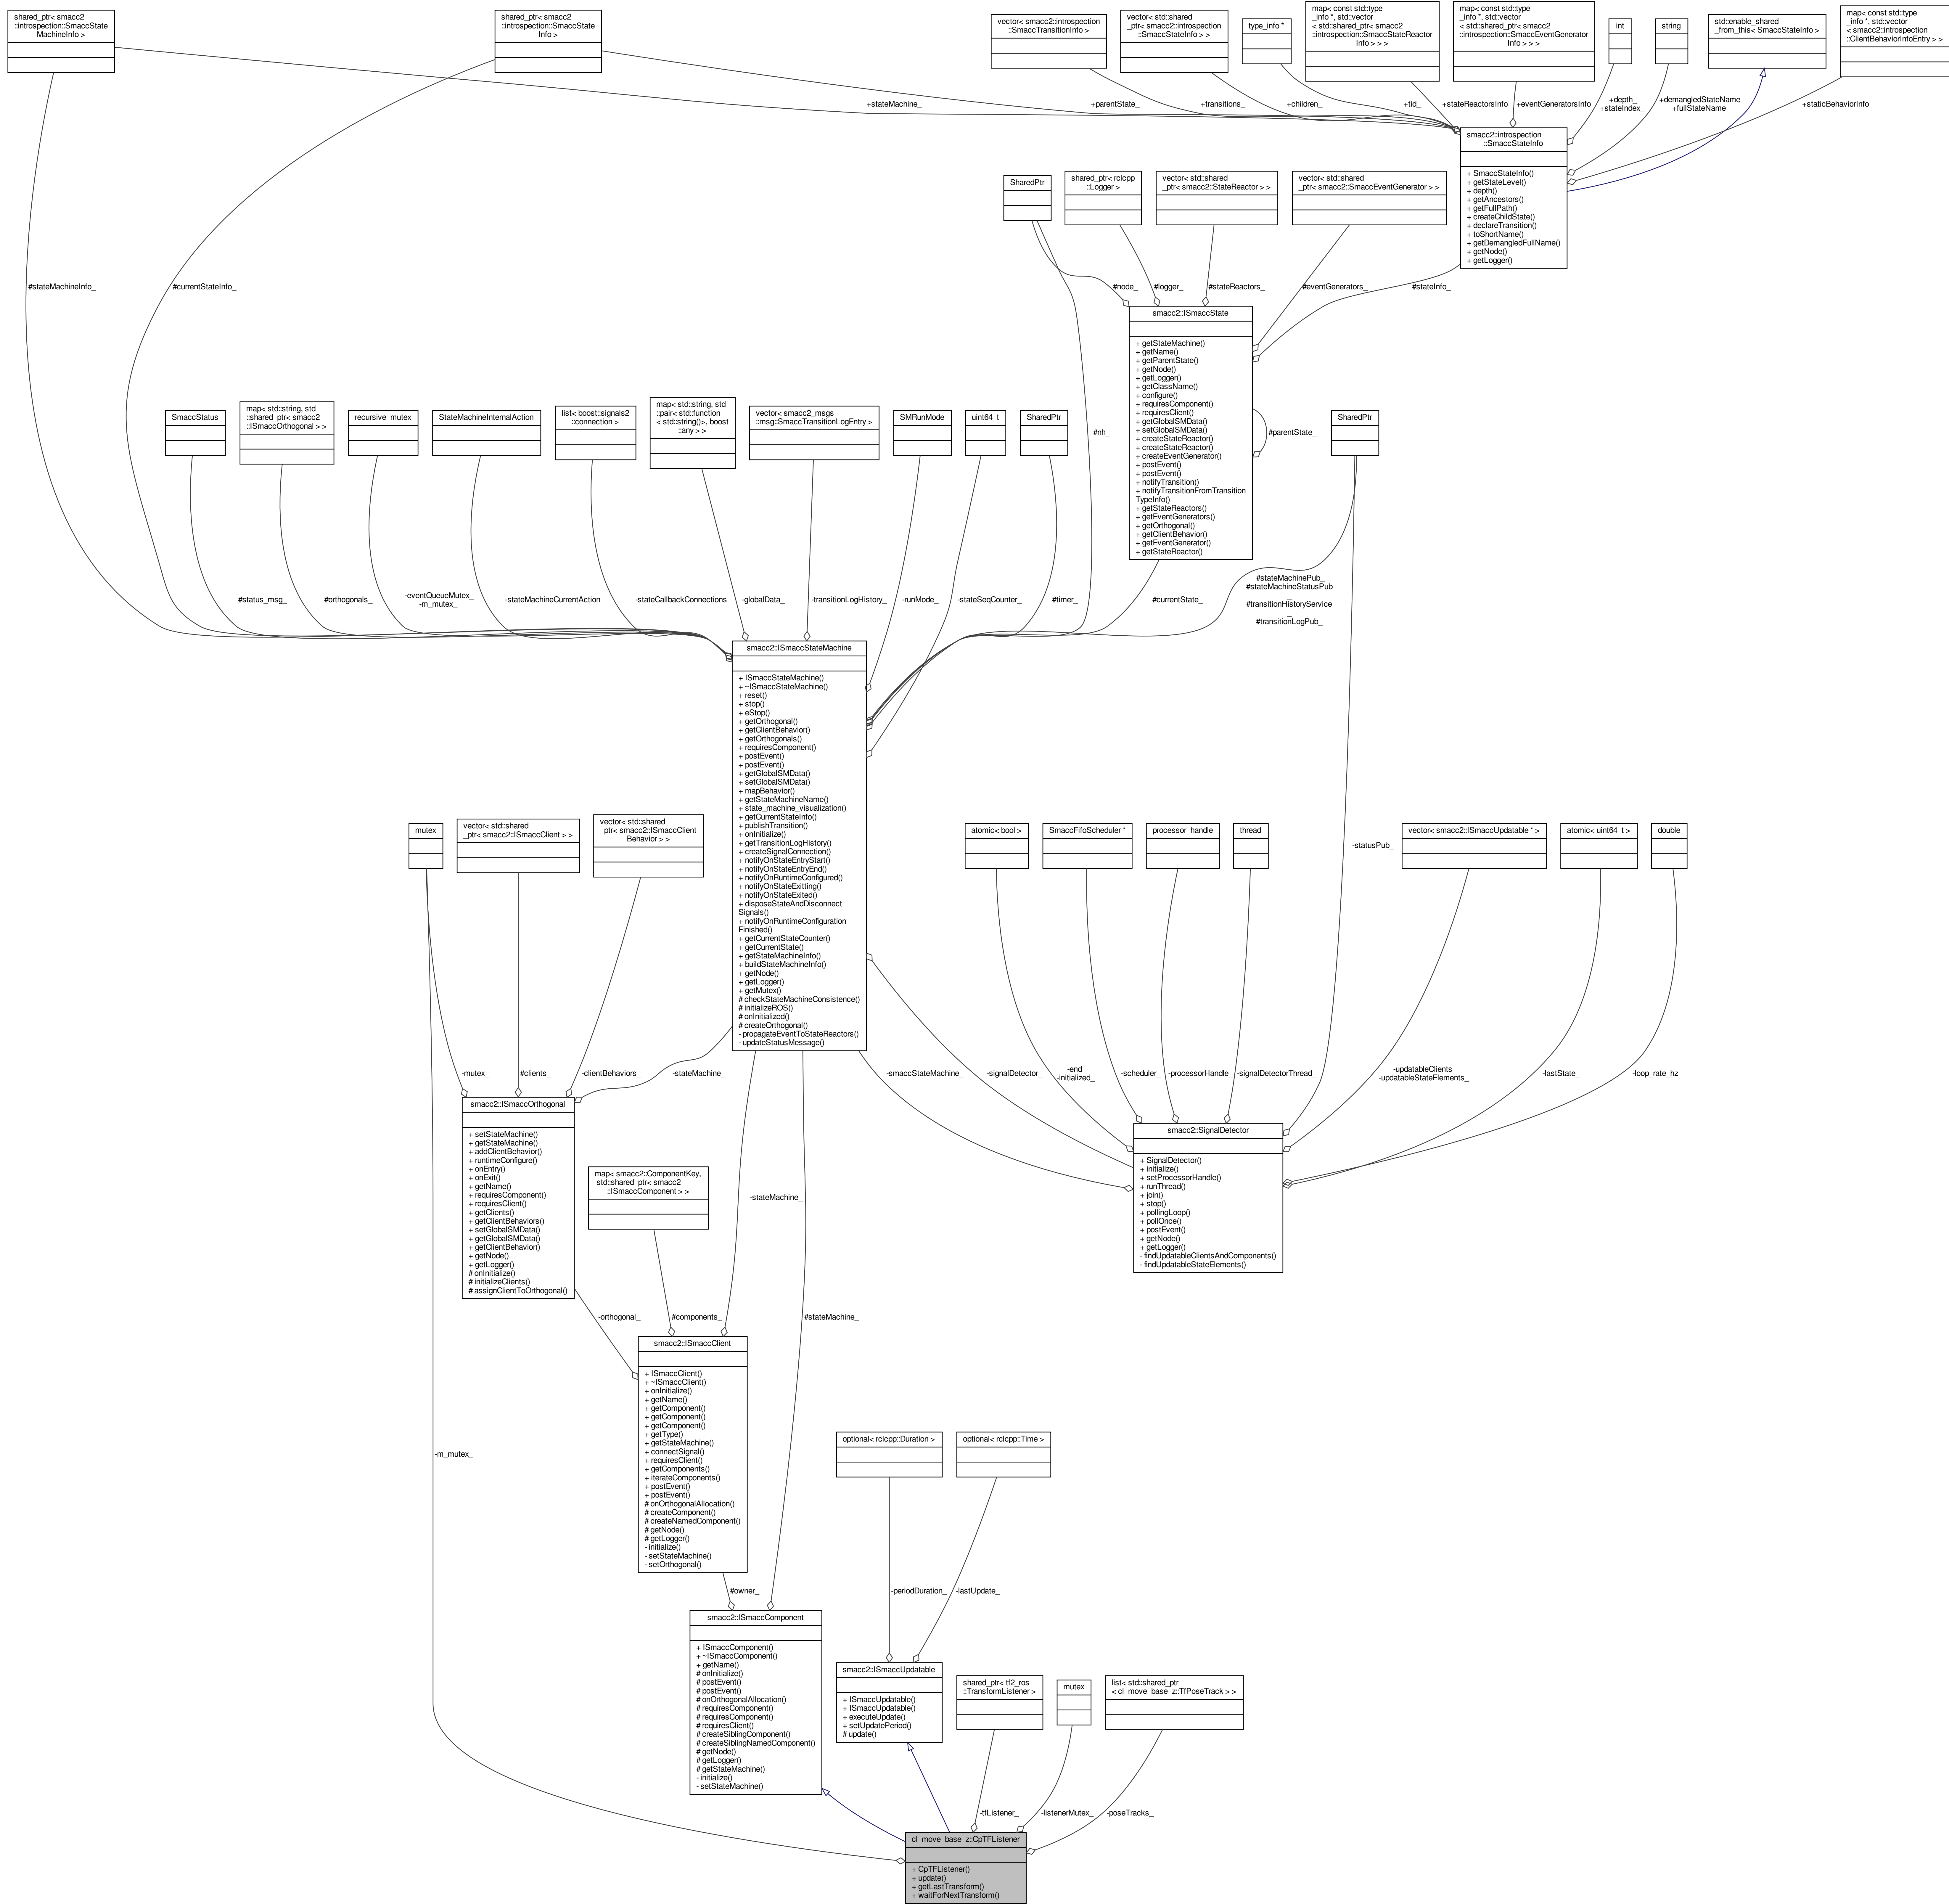 shared_ptr< smacc2
::introspection::SmaccState
MachineInfo >
shared_ptr< smacc2
::introspection::SmaccState
Info >
vector< smacc2::introspection
::SmaccTransitionInfo >
vector< std::shared
_ptr< smacc2::introspection
::SmaccStateInfo > >
type_info *
map< const std::type
_info *, std::vector
< std::shared_ptr< smacc2
::introspection::SmaccStateReactor
Info > > >
map< const std::type
_info *, std::vector
< std::shared_ptr< smacc2
::introspection::SmaccEventGenerator
Info > > >
int
string
std::enable_shared
_from_this< SmaccStateInfo >
map< const std::type
_info *, std::vector
< smacc2::introspection
::ClientBehaviorInfoEntry > >
+stateMachine_
+parentState_
+transitions_
+children_
+tid_
+stateReactorsInfo
+eventGeneratorsInfo
+depth_
+stateIndex_
+demangledStateName
+fullStateName
+staticBehaviorInfo
smacc2::introspection
::SmaccStateInfo
+ SmaccStateInfo()
+ getStateLevel()
+ depth()
+ getAncestors()
+ getFullPath()
+ createChildState()
+ declareTransition()
+ toShortName()
+ getDemangledFullName()
+ getNode()
+ getLogger()
SharedPtr
shared_ptr< rclcpp
::Logger >
vector< std::shared
_ptr< smacc2::StateReactor > >
vector< std::shared
_ptr< smacc2::SmaccEventGenerator > >
#stateMachineInfo_
#currentStateInfo_
#node_
#logger_
#stateReactors_
#eventGenerators_
#stateInfo_
smacc2::ISmaccState
+ getStateMachine()
+ getName()
+ getParentState()
+ getNode()
+ getLogger()
+ getClassName()
+ configure()
+ requiresComponent()
+ requiresClient()
+ getGlobalSMData()
+ setGlobalSMData()
+ createStateReactor()
+ createStateReactor()
+ createEventGenerator()
+ postEvent()
+ postEvent()
+ notifyTransition()
+ notifyTransitionFromTransition
TypeInfo()
+ getStateReactors()
+ getEventGenerators()
+ getOrthogonal()
+ getClientBehavior()
+ getEventGenerator()
+ getStateReactor()
#parentState_
#nh_
SmaccStatus
map< std::string, std
::shared_ptr< smacc2
::ISmaccOrthogonal > >
recursive_mutex
StateMachineInternalAction
list< boost::signals2
::connection >
map< std::string, std
::pair< std::function
< std::string()>, boost
::any > >
vector< smacc2_msgs
::msg::SmaccTransitionLogEntry >
SMRunMode
uint64_t
SharedPtr
SharedPtr
#status_msg_
#orthogonals_
-eventQueueMutex_
-m_mutex_
-stateMachineCurrentAction
-stateCallbackConnections
-globalData_
-transitionLogHistory_
-runMode_
-stateSeqCounter_
#timer_
#currentState_
#stateMachinePub_
#stateMachineStatusPub
_
#transitionHistoryService
_
#transitionLogPub_
smacc2::ISmaccStateMachine
+ ISmaccStateMachine()
+ ~ISmaccStateMachine()
+ reset()
+ stop()
+ eStop()
+ getOrthogonal()
+ getClientBehavior()
+ getOrthogonals()
+ requiresComponent()
+ postEvent()
+ postEvent()
+ getGlobalSMData()
+ setGlobalSMData()
+ mapBehavior()
+ getStateMachineName()
+ state_machine_visualization()
+ getCurrentStateInfo()
+ publishTransition()
+ onInitialize()
+ getTransitionLogHistory()
+ createSignalConnection()
+ notifyOnStateEntryStart()
+ notifyOnStateEntryEnd()
+ notifyOnRuntimeConfigured()
+ notifyOnStateExitting()
+ notifyOnStateExited()
+ disposeStateAndDisconnect
Signals()
+ notifyOnRuntimeConfiguration
Finished()
+ getCurrentStateCounter()
+ getCurrentState()
+ getStateMachineInfo()
+ buildStateMachineInfo()
+ getNode()
+ getLogger()
+ getMutex()
# checkStateMachineConsistence()
# initializeROS()
# onInitialized()
# createOrthogonal()
- propagateEventToStateReactors()
- updateStatusMessage()
mutex
vector< std::shared
_ptr< smacc2::ISmaccClient > >
vector< std::shared
_ptr< smacc2::ISmaccClient
Behavior > >
atomic< bool >
SmaccFifoScheduler *
processor_handle
thread
-statusPub_
vector< smacc2::ISmaccUpdatable * >
atomic< uint64_t >
double
-mutex_
#clients_
-clientBehaviors_
-stateMachine_
-smaccStateMachine_
-signalDetector_
-end_
-initialized_
-scheduler_
-processorHandle_
-signalDetectorThread_
-updatableClients_
-updatableStateElements_
-lastState_
-loop_rate_hz
smacc2::ISmaccOrthogonal
+ setStateMachine()
+ getStateMachine()
+ addClientBehavior()
+ runtimeConfigure()
+ onEntry()
+ onExit()
+ getName()
+ requiresComponent()
+ requiresClient()
+ getClients()
+ getClientBehaviors()
+ setGlobalSMData()
+ getGlobalSMData()
+ getClientBehavior()
+ getNode()
+ getLogger()
# onInitialize()
# initializeClients()
# assignClientToOrthogonal()
smacc2::SignalDetector
+ SignalDetector()
+ initialize()
+ setProcessorHandle()
+ runThread()
+ join()
+ stop()
+ pollingLoop()
+ pollOnce()
+ postEvent()
+ getNode()
+ getLogger()
- findUpdatableClientsAndComponents()
- findUpdatableStateElements()
map< smacc2::ComponentKey,
std::shared_ptr< smacc2
::ISmaccComponent > >
-stateMachine_
-orthogonal_
#components_
#stateMachine_
smacc2::ISmaccClient
+ ISmaccClient()
+ ~ISmaccClient()
+ onInitialize()
+ getName()
+ getComponent()
+ getComponent()
+ getComponent()
+ getType()
+ getStateMachine()
+ connectSignal()
+ requiresClient()
+ getComponents()
+ iterateComponents()
+ postEvent()
+ postEvent()
# onOrthogonalAllocation()
# createComponent()
# createNamedComponent()
# getNode()
# getLogger()
- initialize()
- setStateMachine()
- setOrthogonal()
-m_mutex_
optional< rclcpp::Duration >
optional< rclcpp::Time >
#owner_
-periodDuration_
-lastUpdate_
smacc2::ISmaccComponent
+ ISmaccComponent()
+ ~ISmaccComponent()
+ getName()
# onInitialize()
# postEvent()
# postEvent()
# onOrthogonalAllocation()
# requiresComponent()
# requiresComponent()
# requiresClient()
# createSiblingComponent()
# createSiblingNamedComponent()
# getNode()
# getLogger()
# getStateMachine()
- initialize()
- setStateMachine()
smacc2::ISmaccUpdatable
+ ISmaccUpdatable()
+ ISmaccUpdatable()
+ executeUpdate()
+ setUpdatePeriod()
# update()
shared_ptr< tf2_ros
::TransformListener >
mutex
list< std::shared_ptr
< cl_move_base_z::TfPoseTrack > >
-tfListener_
-listenerMutex_
-poseTracks_
cl_move_base_z::CpTFListener
+ CpTFListener()
+ update()
+ getLastTransform()
+ waitForNextTransform()